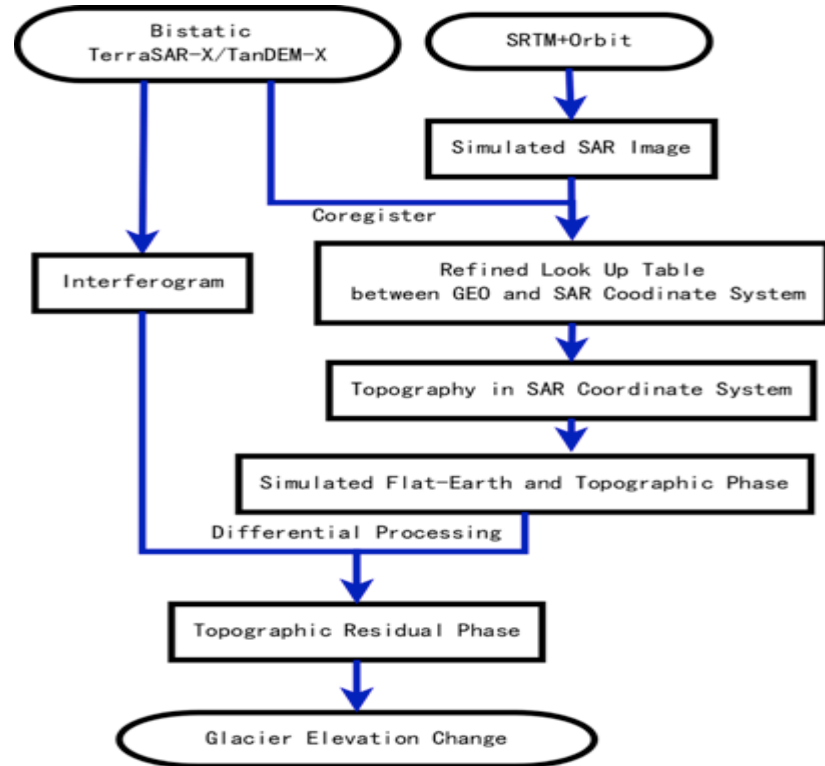 Bistatic
TerraSAR-X/TanDEM-X
SRTM+Orbit
Simulated SAR Image
Coregister
Interferogram
Refined Look Up Table
between GEO and SAR Coodinate System
Topography in SAR Coordinate System
Simulated Flat-Earth and Topographic Phase
Differential Processing
Topographic Residual Phase
Glacier Elevation Change